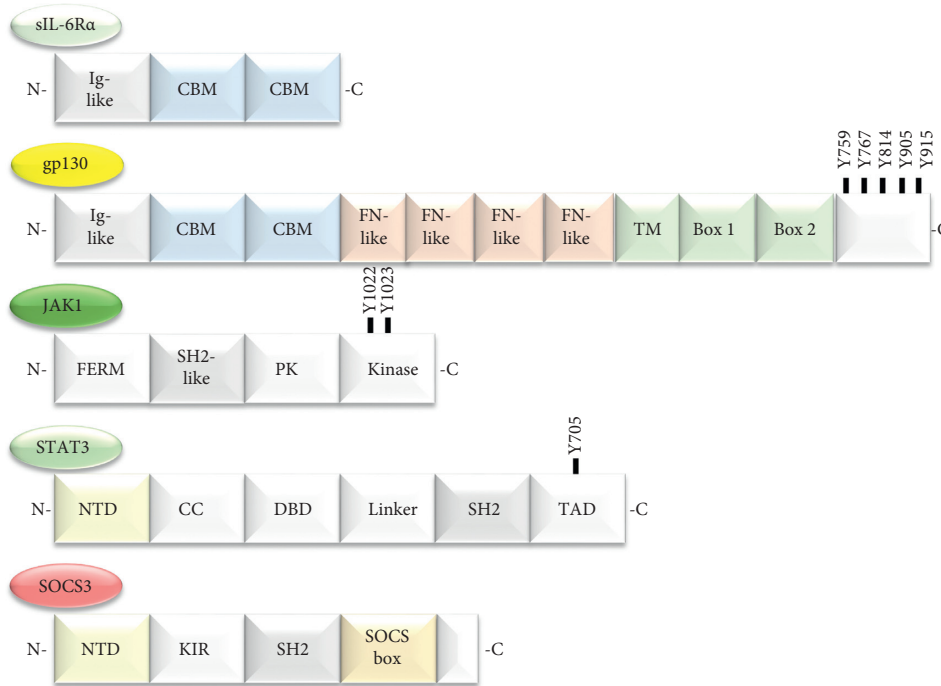 sIL-6Rα
N-
Ig-
like
CBM
CBM
-C
gp130
Y759
Y767
Y814
Y905
Y915
N-
Ig-
like
CBM
CBM
FN-
like
FN-
like
FN-
like
FN-
like
TM
Box 1
Box 2
-C
JAK1
Y1022
Y1023
N-
FERM
SH2-
like
PK
Kinase
-C
STAT3
Y705
N-
NTD
CC
DBD
Linker
SH2
TAD
-C
SOCS3
N-
NTD
KIR
SH2
SOCS
box
-C